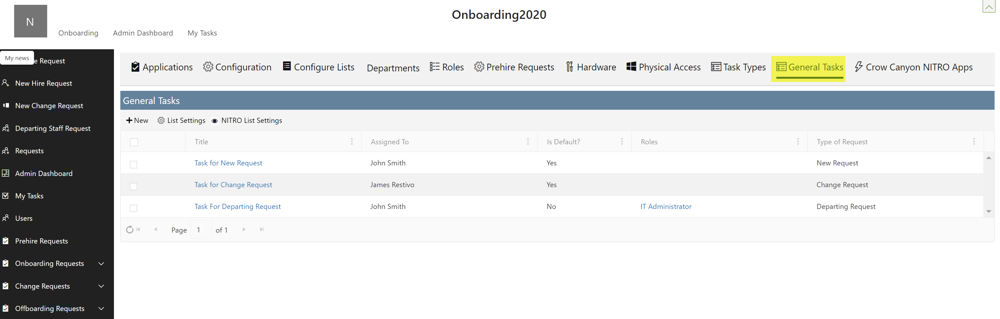 Onboarding2020
N
Onboarding Admin Dashboard My Tasks
My news
e Request
New Hire Request
New Change Request
Departing Staff Request
Requests
Admin Dashboard
My Tasks
Users
Prehire Requests
Onboarding Requests
Change Requests
Offboarding Requests
Applications Configuration Configure Lists Departments Roles Prehire Requests Hardware Physical Access Task Types General Tasks Crow Canyon NITRO Apps
General Tasks
New List Settings NITRO List Settings
Title Assigned To Is Default? Roles Type of Request
Task for New Request John Smith Yes New Request
Task for Change Request James Restivo Yes Change Request
Task For Departing Request John Smith No IT Administrator Departing Request
Page 1 of 1